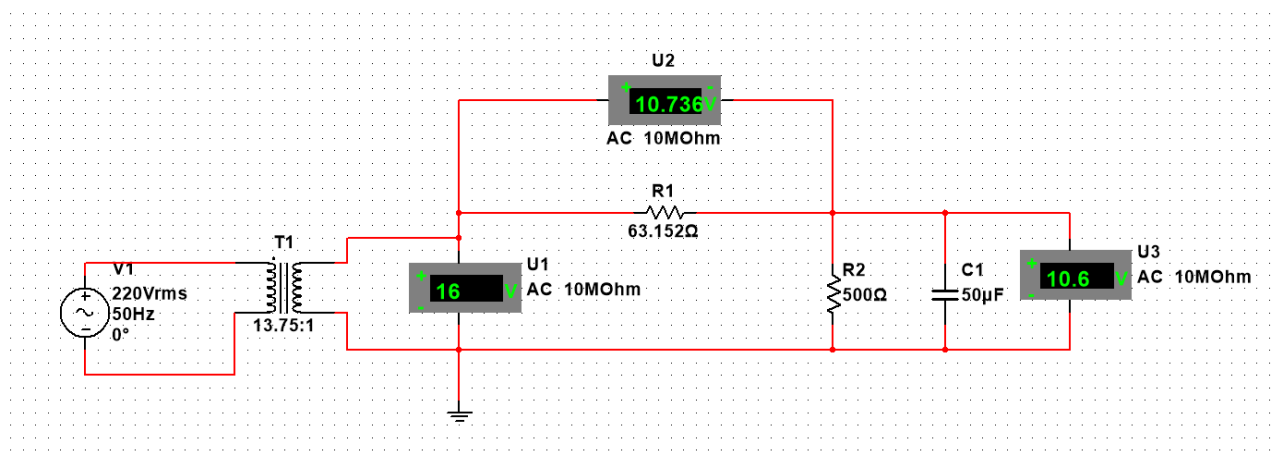 U2
+ -
10.736 V
AC 10MOhm
R1
63.152Ω
T1
V1
+
220Vrms
50Hz
0°
-
13.75:1
U1
+
16 V
-
AC 10MOhm
R2
500Ω
C1
50µF
U3
+
10.6 V
-
AC 10MOhm